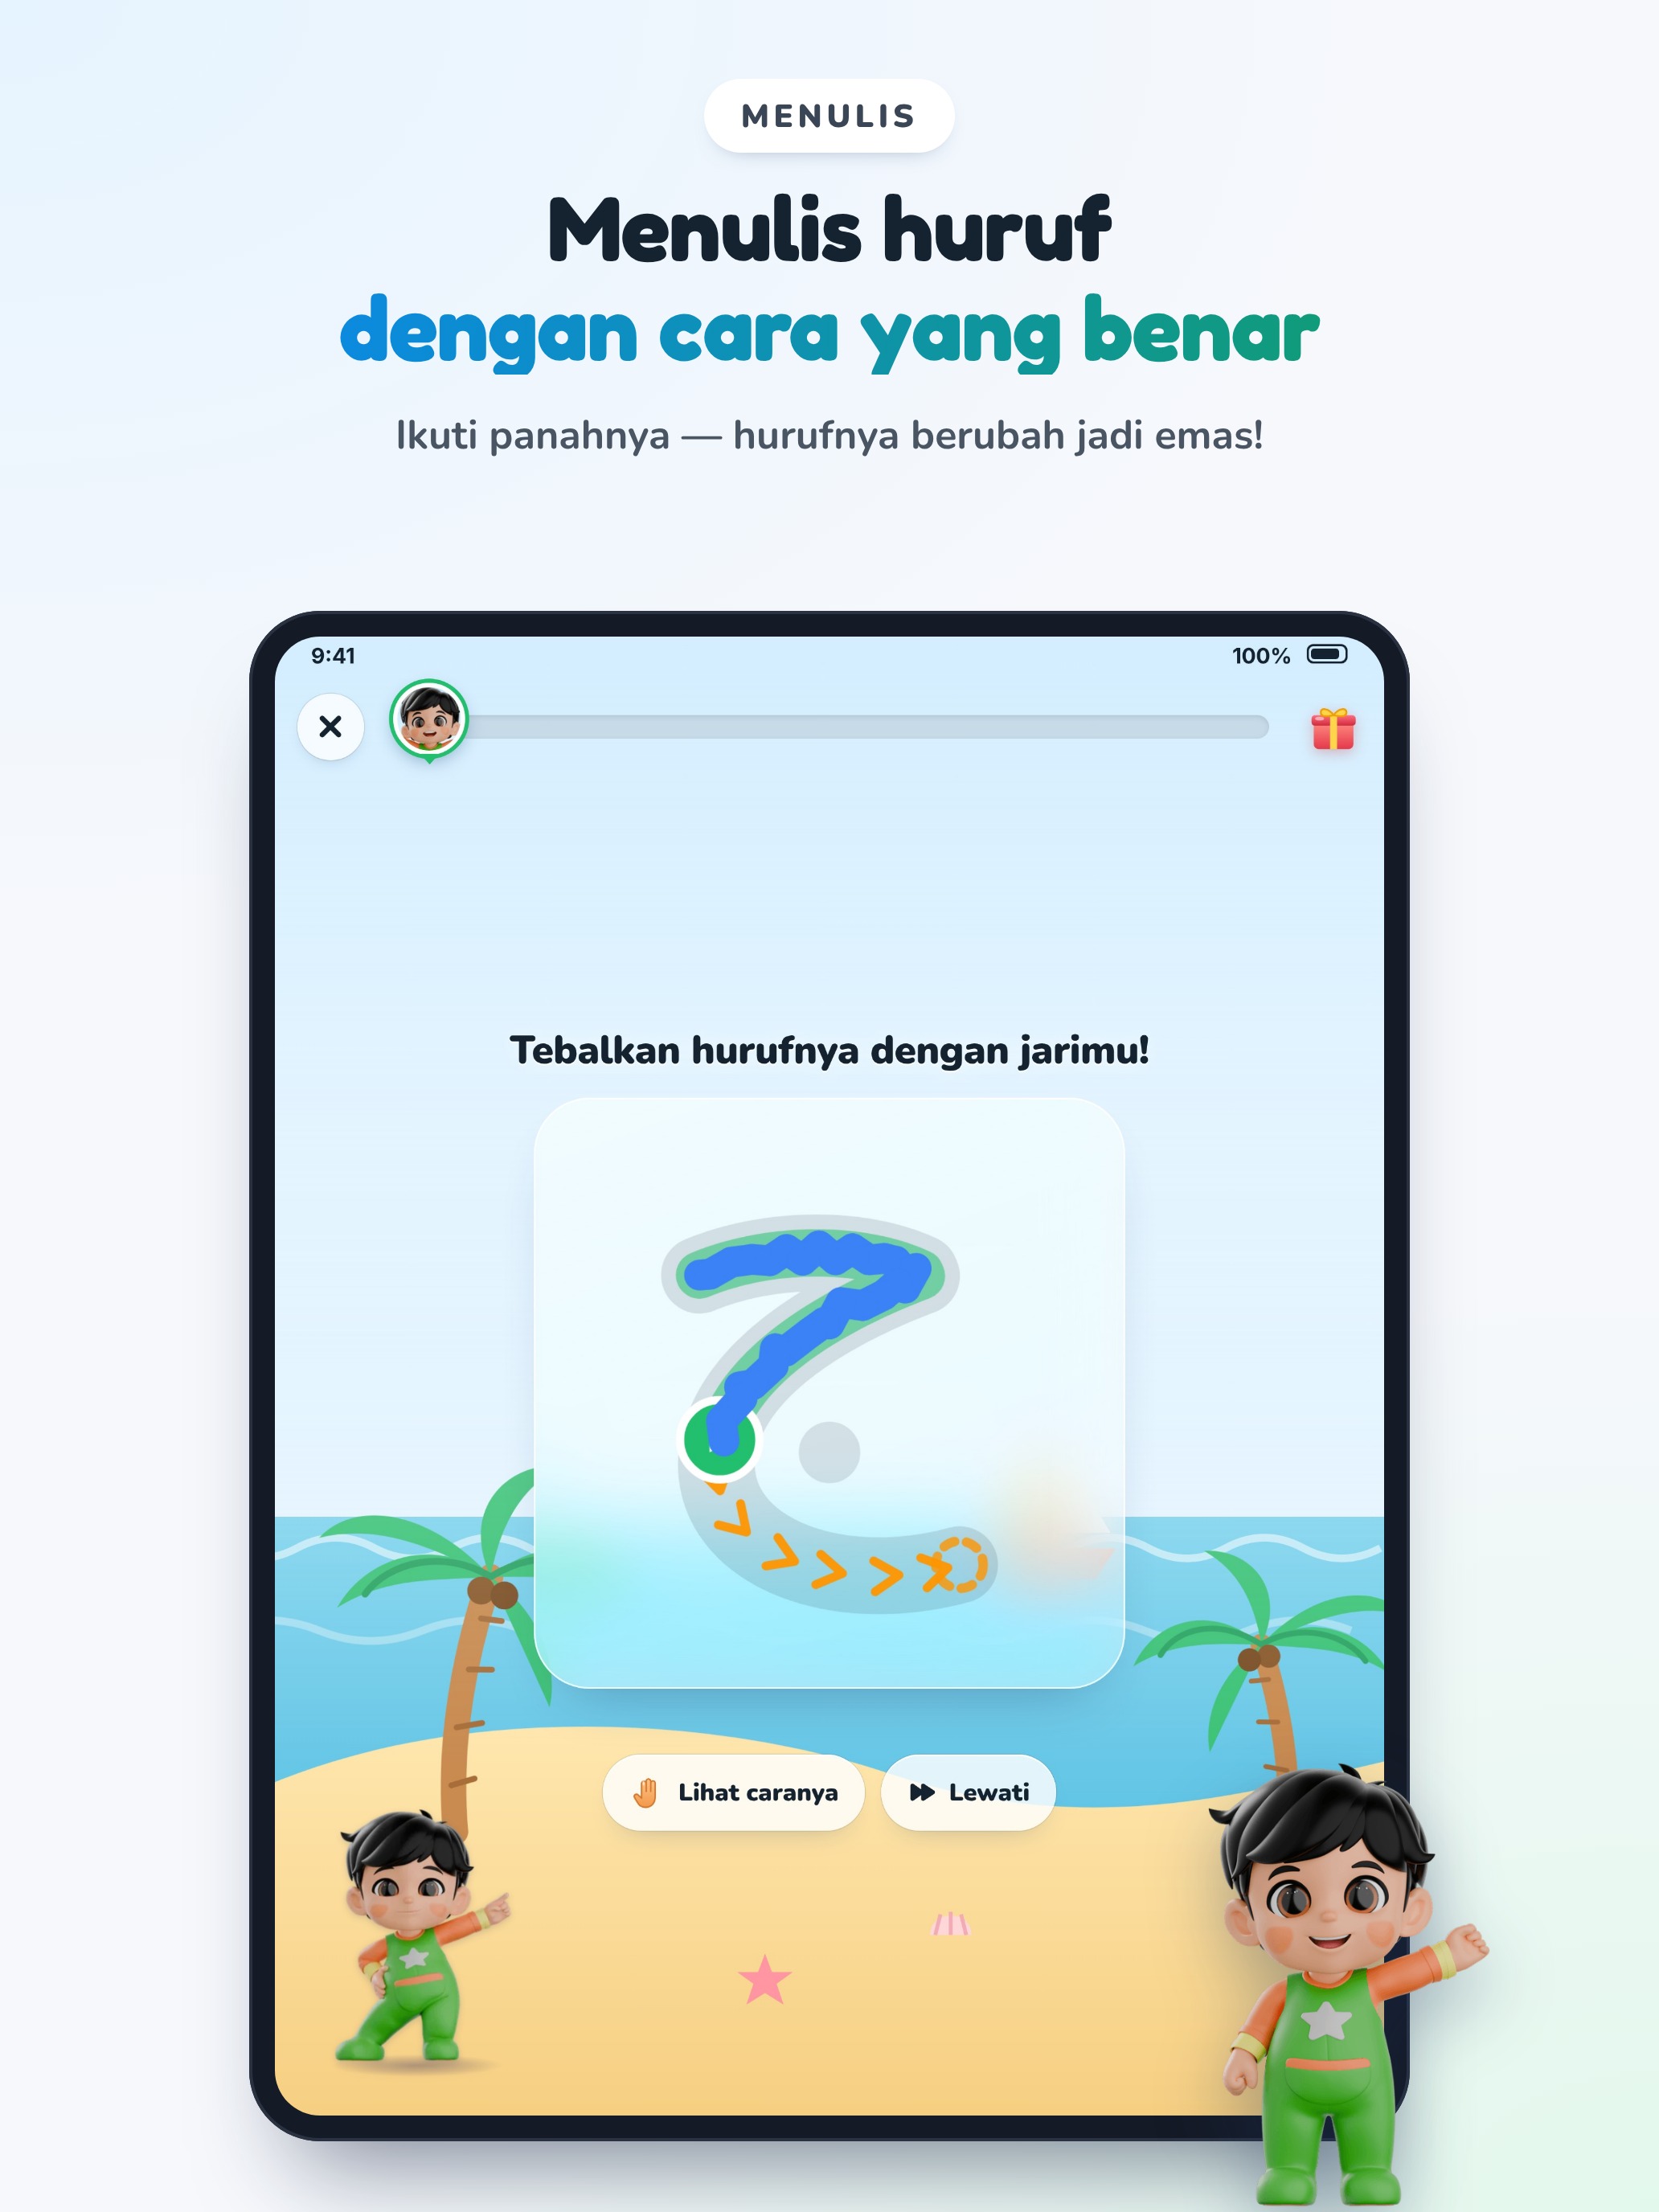 MENULIS
Menulis huruf
dengan cara yang benar
Ikuti panahnya — hurufnya berubah jadi emas!
9:41
100%
Tebalkan hurufnya dengan jarimu!
ج
Lihat caranya
Lewati